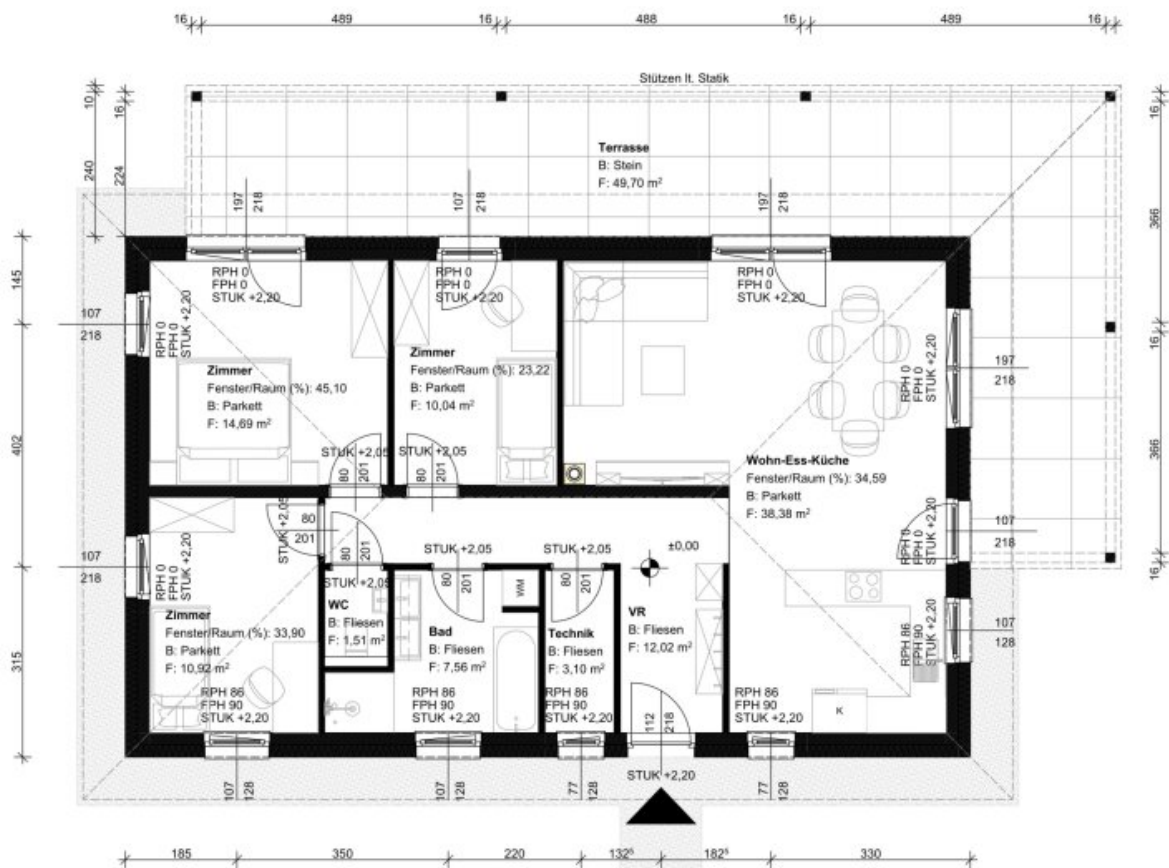 16 489 16 488 16 489 16
Stützen lt. Statik
10
16
240
224
16
366
16
366
16
Terrasse
B: Stein
F: 49,70 m²
197 218
107 218
197 218
RPH 0
FPH 0
STUK +2,20
RPH 0
FPH 0
STUK +2,20
RPH 0
FPH 0
STUK +2,20
145
402
315
107
218
RPH 0
FPH 0
STUK +2,20
Zimmer
Fenster/Raum (%): 45,10
B: Parkett
F: 14,69 m²
Zimmer
Fenster/Raum (%): 23,22
B: Parkett
F: 10,04 m²
RPH 0
FPH 0
STUK +2,20
197
218
STUK +2,05
80 201
STUK +2,05
80 201
Wohn-Ess-Küche
Fenster/Raum (%): 34,59
B: Parkett
F: 38,38 m²
107
218
RPH 0
FPH 0
STUK +2,20
80
201
STUK +2,05
RPH 0
FPH 0
STUK +2,20
107
218
80 201
STUK +2,05
STUK +2,05
80 201
STUK +2,05
80 201
±0,00
WM
WC
B: Fliesen
F: 1,51 m²
Zimmer
Fenster/Raum (%): 33,90
B: Parkett
F: 10,92 m²
Bad
B: Fliesen
F: 7,56 m²
Technik
B: Fliesen
F: 3,10 m²
VR
B: Fliesen
F: 12,02 m²
RPH 86
FPH 90
STUK +2,20
107
128
RPH 86
FPH 90
STUK +2,20
RPH 86
FPH 90
STUK +2,20
RPH 86
FPH 90
STUK +2,20
112 218
RPH 86
FPH 90
STUK +2,20
K
STUK +2,20
107 128
107 128
77 128
77 128
185 350 220 132⁵ 182⁵ 330